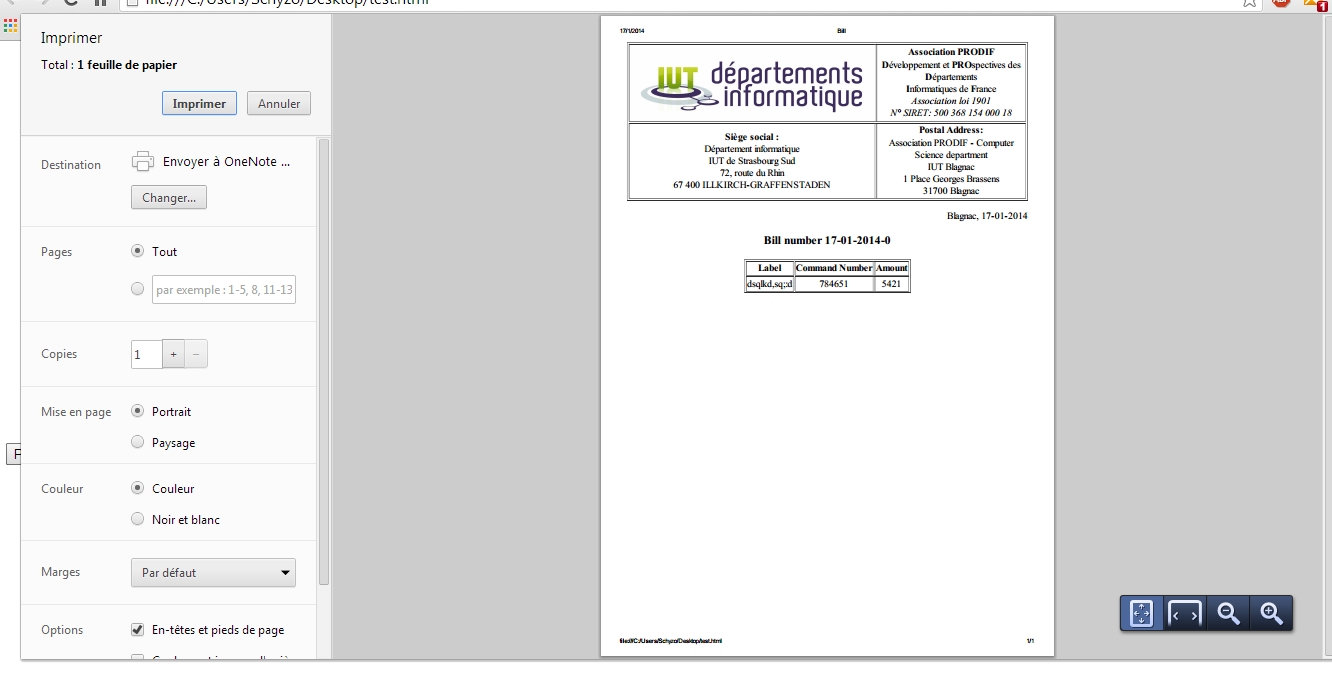 file:///C:/Users/Schyzo/Desktop/test.html
1
Imprimer
Total : 1 feuille de papier
Imprimer
Annuler
Destination
Envoyer à OneNote ...
Changer...
Pages
Tout
par exemple : 1-5, 8, 11-13
Copies
1
+
−
Mise en page
Portrait
Paysage
Couleur
Couleur
Noir et blanc
Marges
Par défaut
Options
En-têtes et pieds de page
F
17/1/2014
Bill
IUT départements
informatique
Association PRODIF
Développement et PROspectives des
Départements
Informatiques de France
Association loi 1901
N° SIRET: 500 368 154 000 18
Siège social :
Département informatique
IUT de Strasbourg Sud
72, route du Rhin
67 400 ILLKIRCH-GRAFFENSTADEN
Postal Address:
Association PRODIF - Computer
Science department
IUT Blagnac
1 Place Georges Brassens
31700 Blagnac
Blagnac, 17-01-2014
Bill number 17-01-2014-0
Label Command Number Amount
dsqlkd,sq;:d 784651 5421
file:///C:/Users/Schyzo/Desktop/test.html
1/1